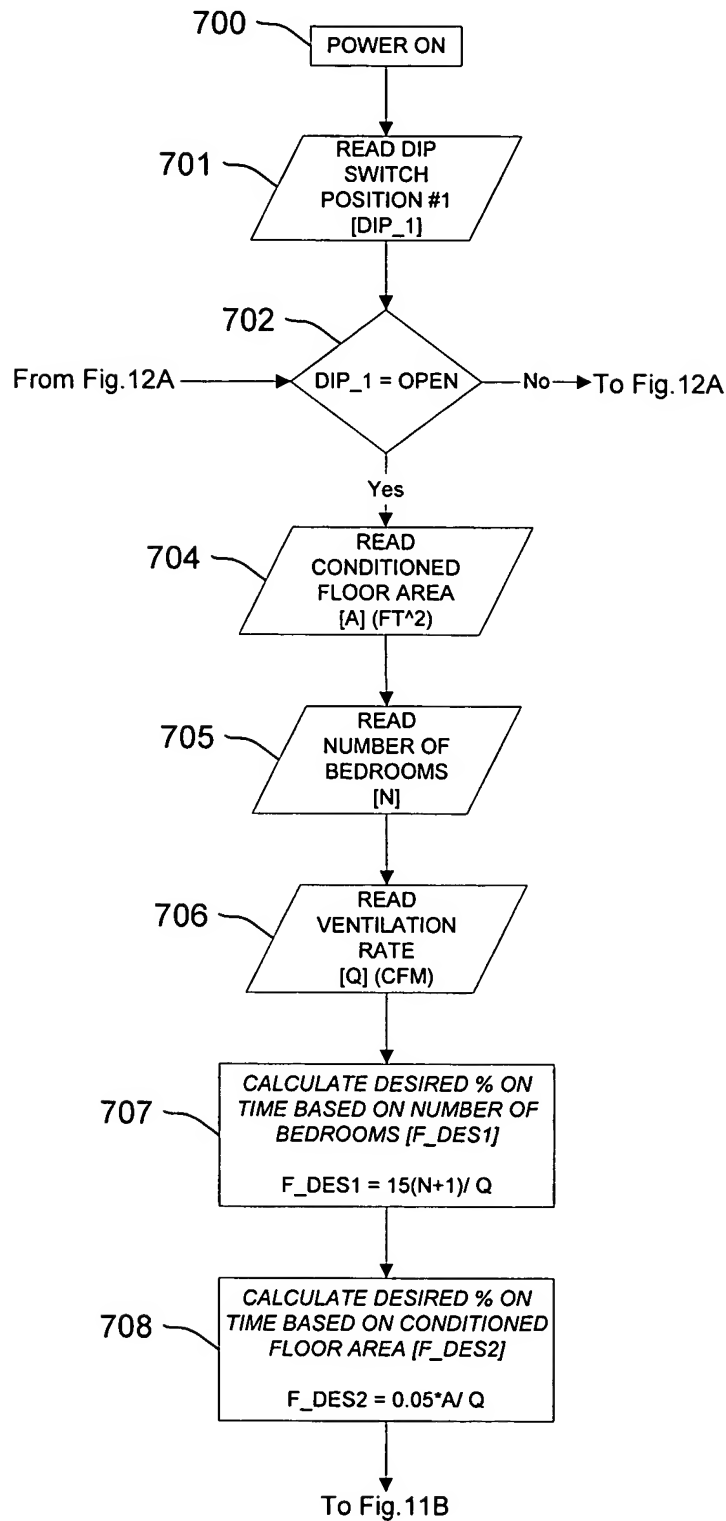 700
POWER ON
701
READ DIP
SWITCH
POSITION #1
[DIP_1]
702
From Fig.12A
DIP_1 = OPEN
No
To Fig.12A
Yes
704
READ
CONDITIONED
FLOOR AREA
[A] (FT^2)
705
READ
NUMBER OF
BEDROOMS
[N]
706
READ
VENTILATION
RATE
[Q] (CFM)
707
CALCULATE DESIRED % ON
TIME BASED ON NUMBER OF
BEDROOMS [F_DES1]
F_DES1 = 15(N+1)/ Q
708
CALCULATE DESIRED % ON
TIME BASED ON CONDITIONED
FLOOR AREA [F_DES2]
F_DES2 = 0.05*A/ Q
To Fig.11B